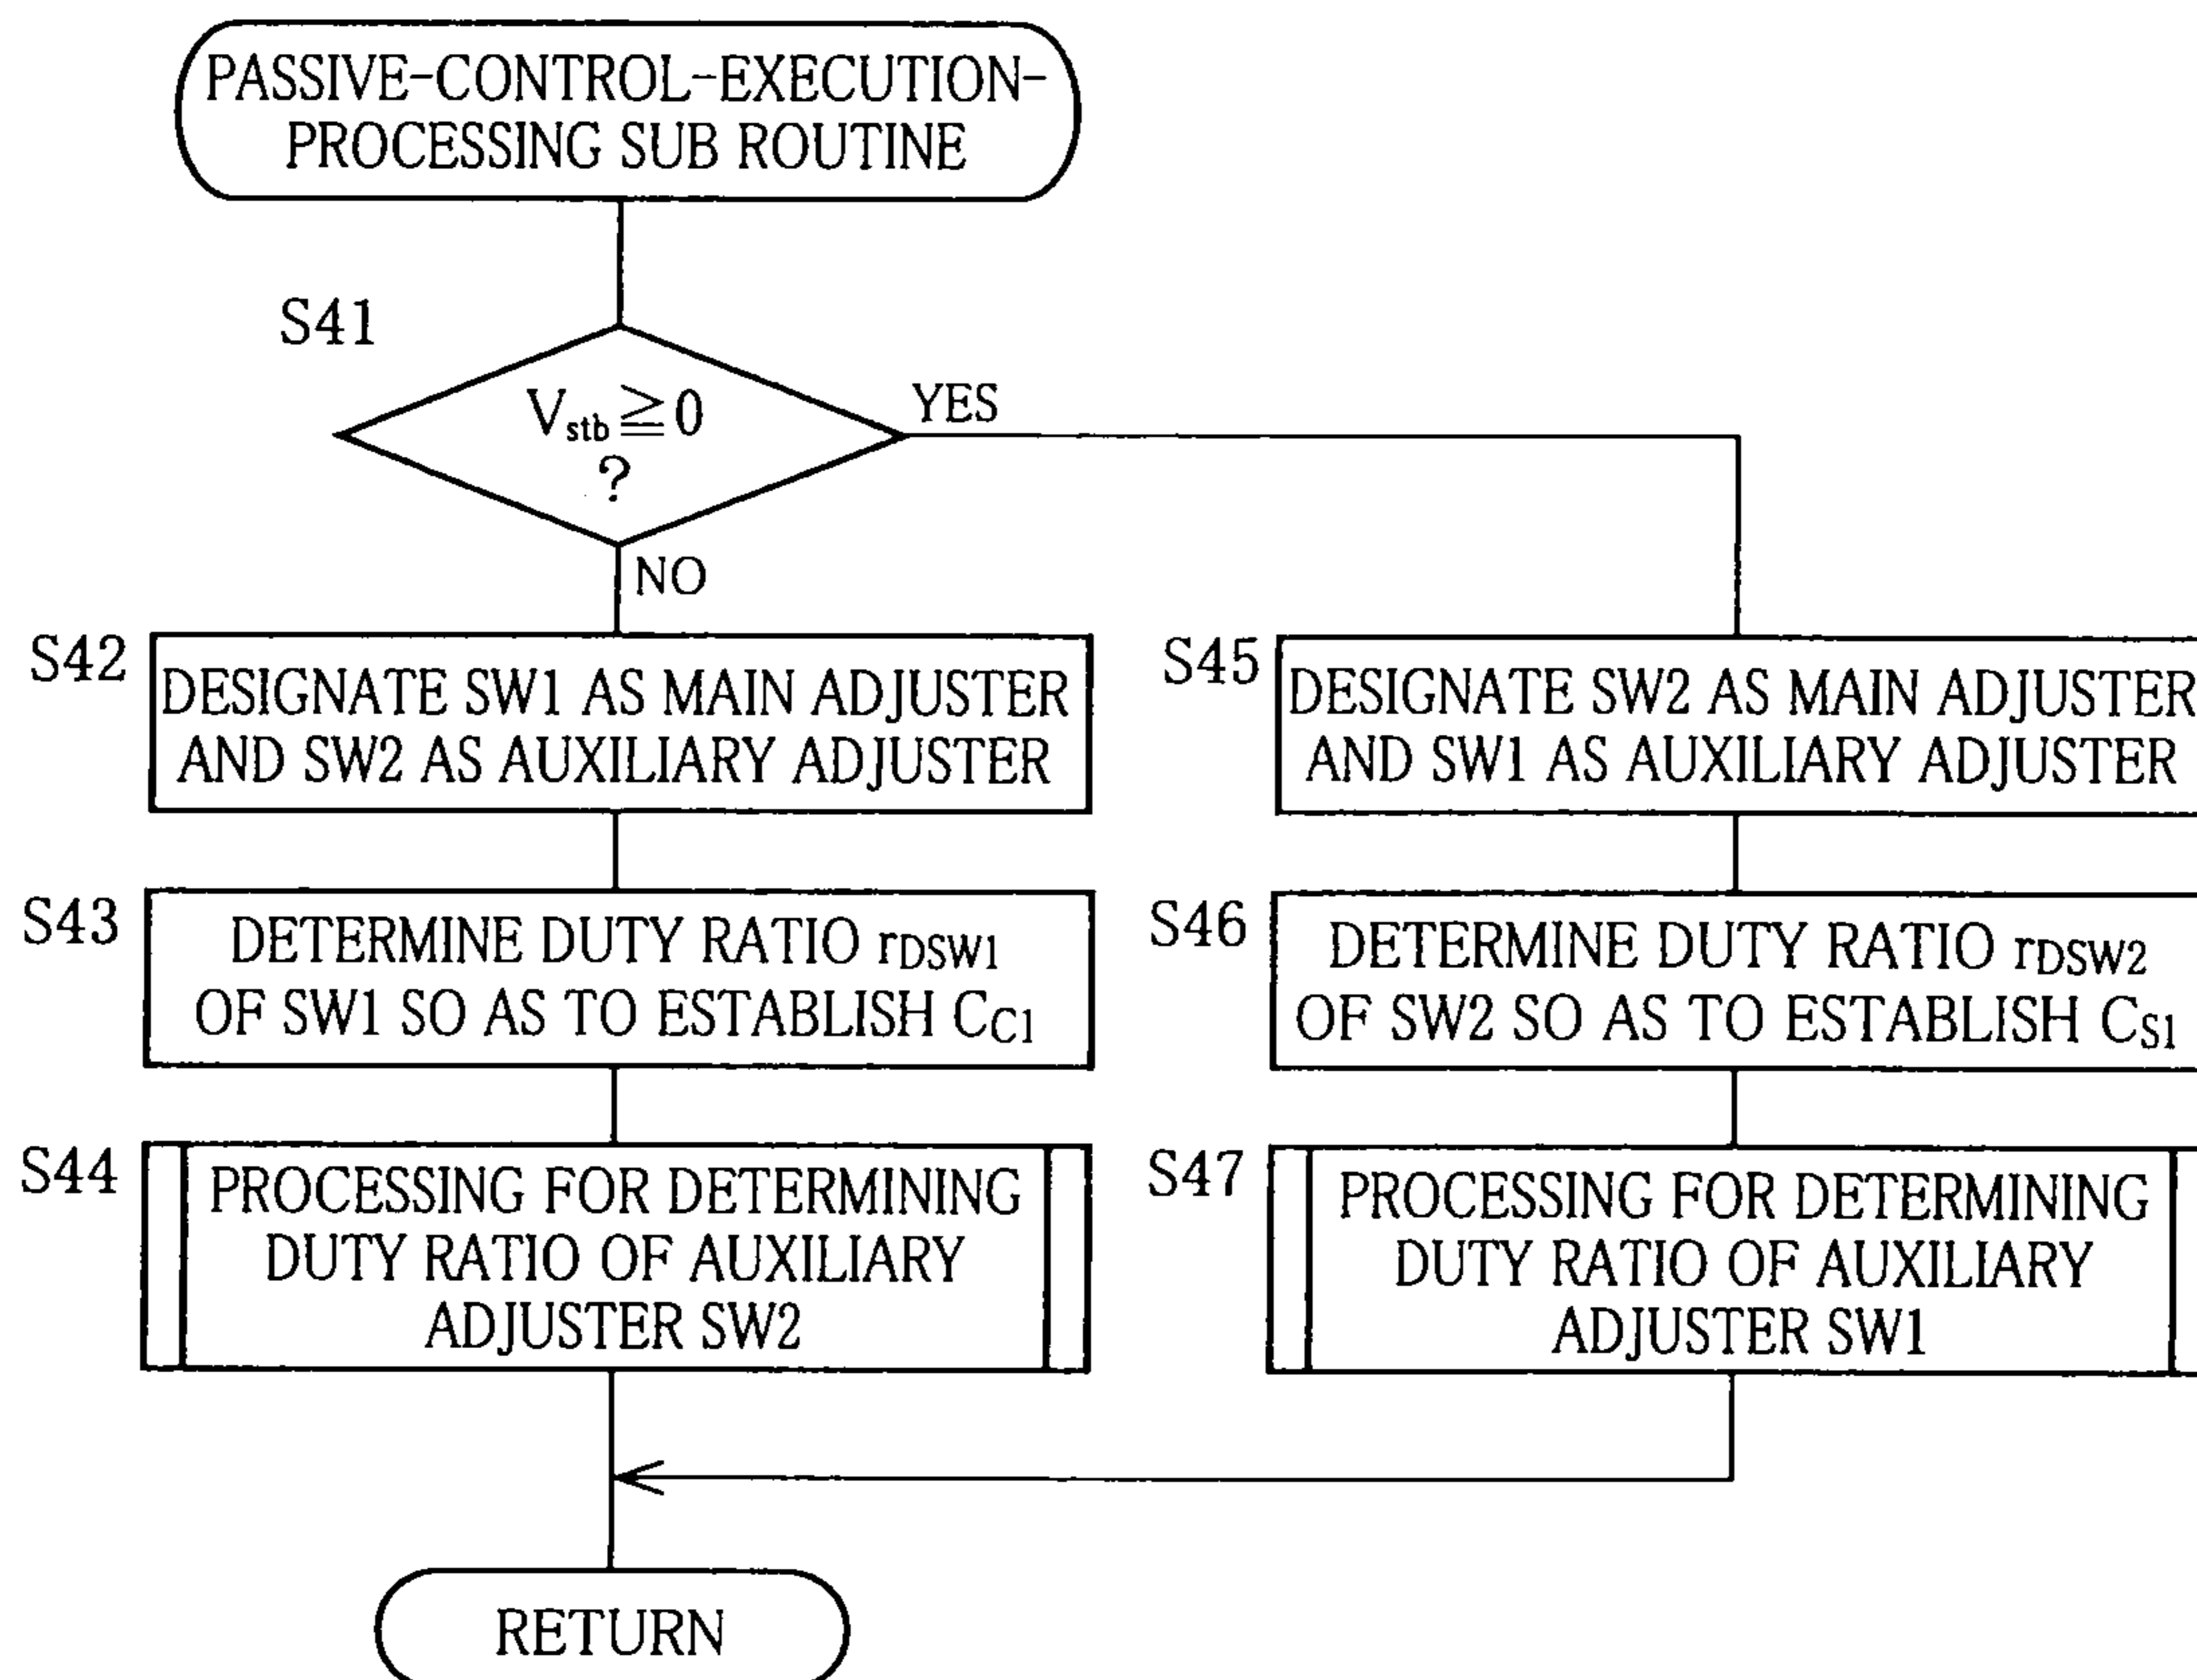 PASSIVE-CONTROL-EXECUTION-
PROCESSING SUB ROUTINE
S41
Vstb≧0
?
YES
NO
S42
DESIGNATE SW1 AS MAIN ADJUSTER
AND SW2 AS AUXILIARY ADJUSTER
S45
DESIGNATE SW2 AS MAIN ADJUSTER
AND SW1 AS AUXILIARY ADJUSTER
S43
DETERMINE DUTY RATIO rDSW1
OF SW1 SO AS TO ESTABLISH CC1
S46
DETERMINE DUTY RATIO rDSW2
OF SW2 SO AS TO ESTABLISH CS1
S44
PROCESSING FOR DETERMINING
DUTY RATIO OF AUXILIARY
ADJUSTER SW2
S47
PROCESSING FOR DETERMINING
DUTY RATIO OF AUXILIARY
ADJUSTER SW1
RETURN